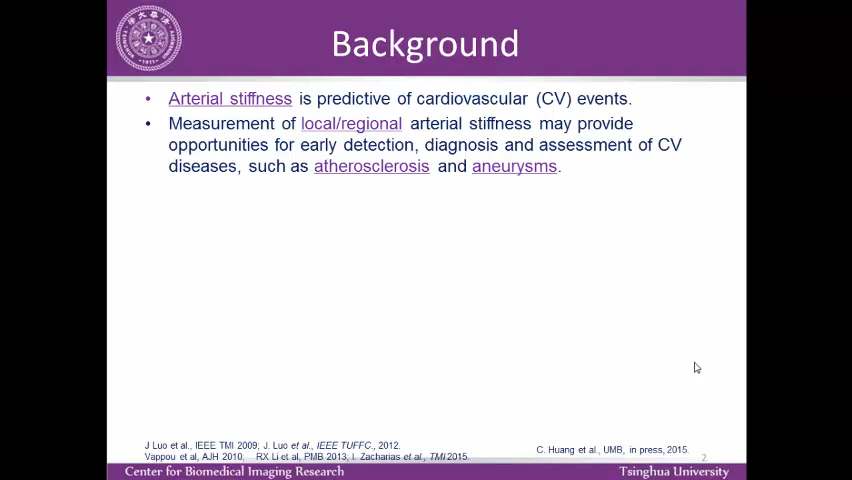 Background
• Arterial stiffness is predictive of cardiovascular (CV) events.
• Measurement of local/regional arterial stiffness may provide
opportunities for early detection, diagnosis and assessment of CV
diseases, such as atherosclerosis and aneurysms.
J Luo et al., IEEE TMI 2009; J. Luo et al., IEEE TUFFC., 2012.
Vappou et al, AJH 2010; RX Li et al, PMB 2013; I. Zacharias et al., TMI 2015.
C. Huang et al., UMB, in press, 2015.
2
Center for Biomedical Imaging Research
Tsinghua University